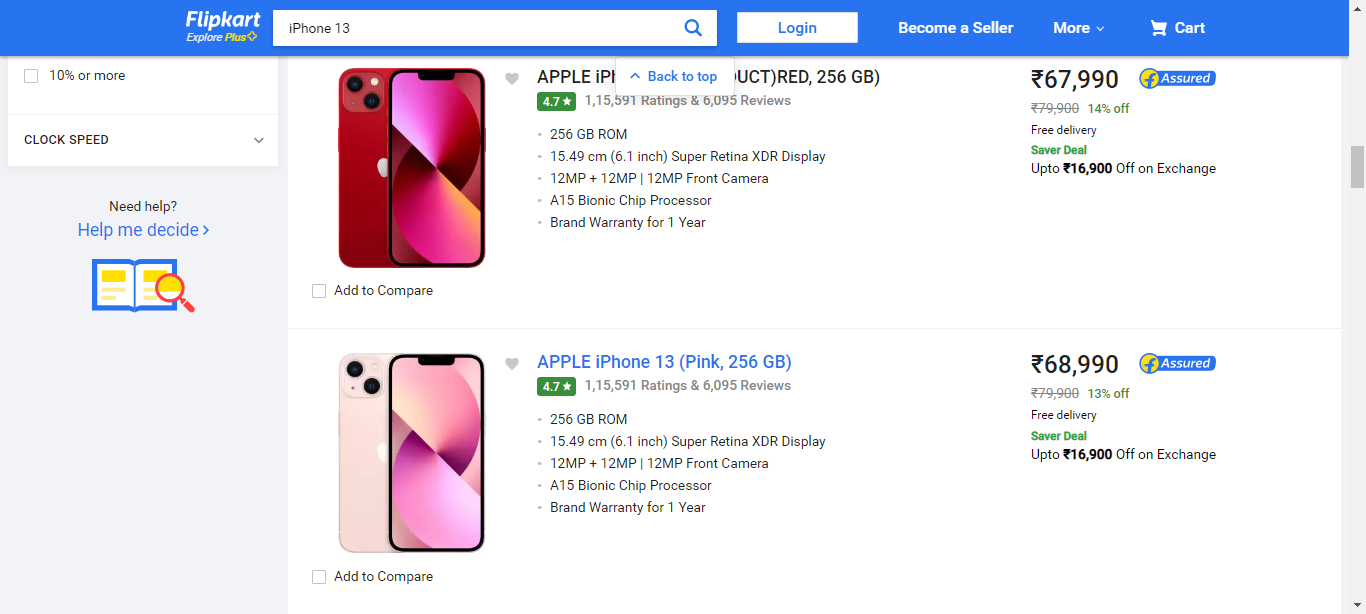 Flipkart
Explore Plus
iPhone 13
Login
Become a Seller
More
Cart
10% or more
CLOCK SPEED
Need help?
Help me decide
Back to top
APPLE iPh DUCT)RED, 256 GB)
4.7★ 1,15,591 Ratings & 6,095 Reviews
• 256 GB ROM
• 15.49 cm (6.1 inch) Super Retina XDR Display
• 12MP + 12MP | 12MP Front Camera
• A15 Bionic Chip Processor
• Brand Warranty for 1 Year
₹67,990 Assured
₹79,900 14% off
Free delivery
Saver Deal
Upto ₹16,900 Off on Exchange
Add to Compare
APPLE iPhone 13 (Pink, 256 GB)
4.7★ 1,15,591 Ratings & 6,095 Reviews
• 256 GB ROM
• 15.49 cm (6.1 inch) Super Retina XDR Display
• 12MP + 12MP | 12MP Front Camera
• A15 Bionic Chip Processor
• Brand Warranty for 1 Year
₹68,990 Assured
₹79,900 13% off
Free delivery
Saver Deal
Upto ₹16,900 Off on Exchange
Add to Compare